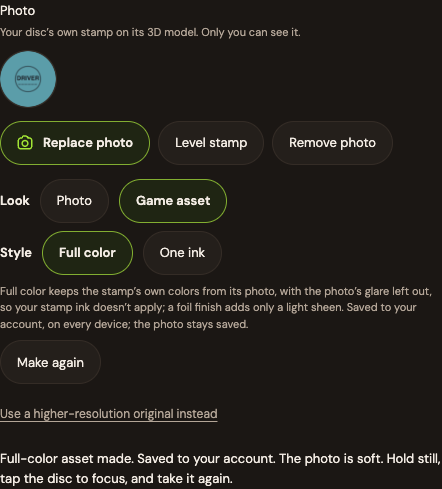 Photo
Your disc's own stamp on its 3D model. Only you can see it.
DRIVER
Replace photo
Level stamp
Remove photo
Look
Photo
Game asset
Style
Full color
One ink
Full color keeps the stamp's own colors from its photo, with the photo's glare left out,
so your stamp ink doesn't apply; a foil finish adds only a light sheen. Saved to your
account, on every device; the photo stays saved.
Make again
Use a higher-resolution original instead
Full-color asset made. Saved to your account. The photo is soft. Hold still,
tap the disc to focus, and take it again.